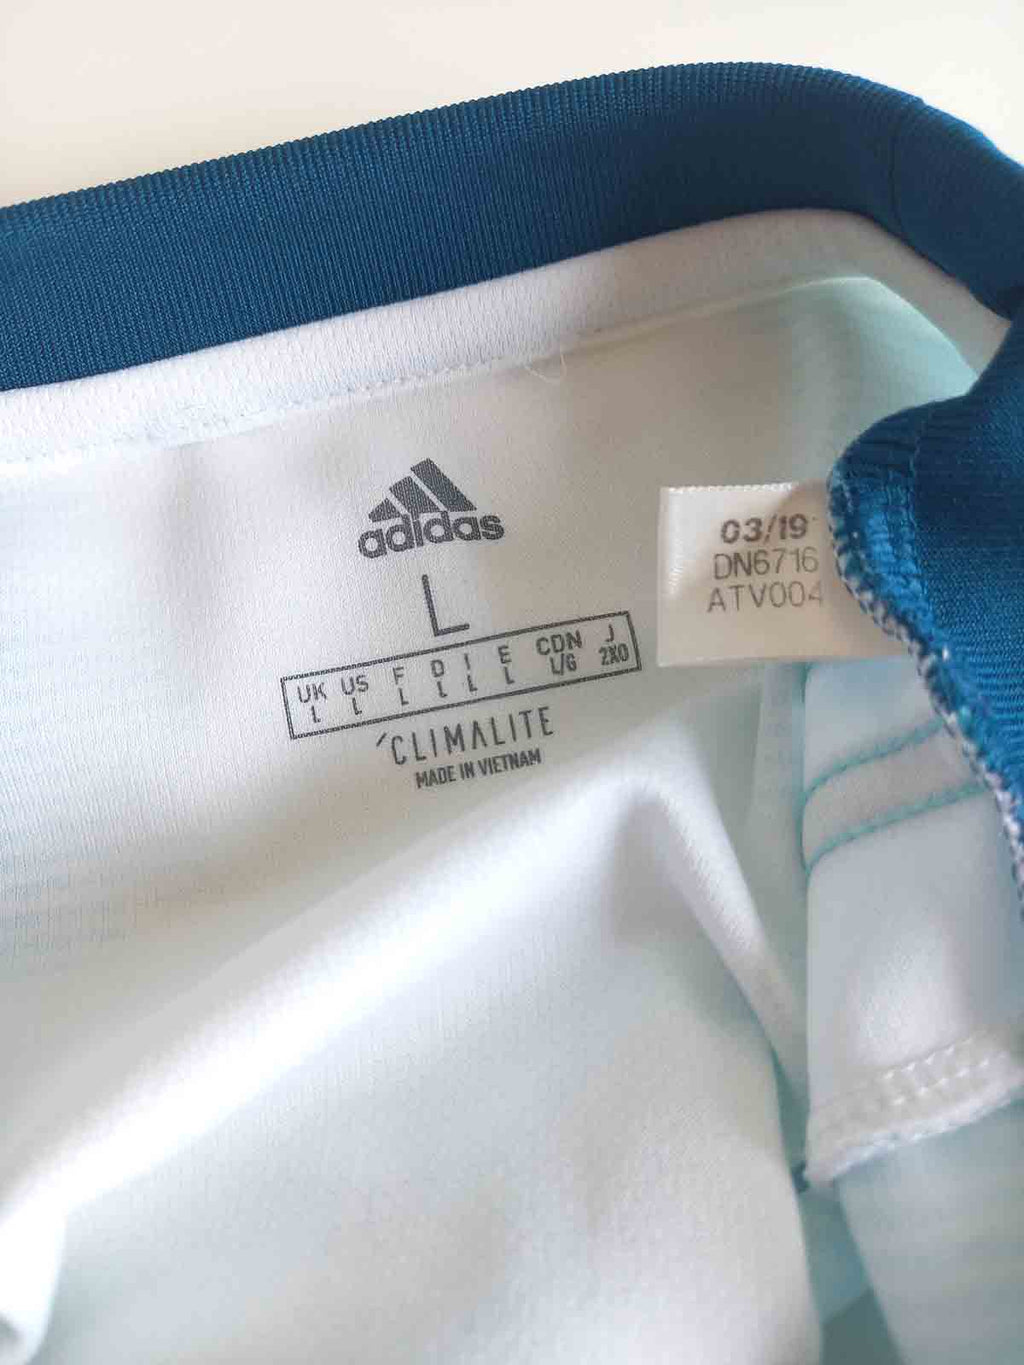 adidas
L
UK US F D I E CDN J
L L L L L L L/G 2XO
'CLIMALITE
MADE IN VIETNAM
03/19
DN6716
ATV004